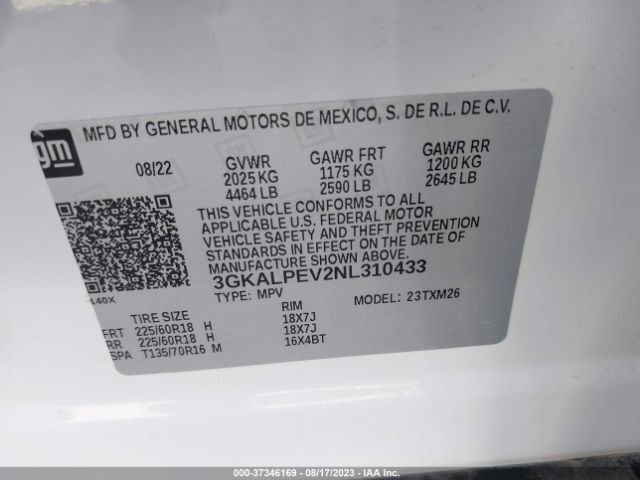 gm
MFD BY GENERAL MOTORS DE MEXICO, S. DE R.L. DE C.V.
08/22 GVWR GAWR FRT GAWR RR
2025 KG 1175 KG 1200 KG
4464 LB 2590 LB 2645 LB
THIS VEHICLE CONFORMS TO ALL
APPLICABLE U.S. FEDERAL MOTOR
VEHICLE SAFETY AND THEFT PREVENTION
STANDARDS IN EFFECT ON THE DATE OF
MANUFACTURE SHOWN ABOVE.
3GKALPEV2NL310433
TYPE: MPV MODEL: 23TXM26
140X
TIRE SIZE RIM
FRT 225/60R18 H 18X7J
RR 225/60R18 H 18X7J
SPA T135/70R16 M 16X4BT
000-37346169 - 08/17/2023 - IAA Inc.